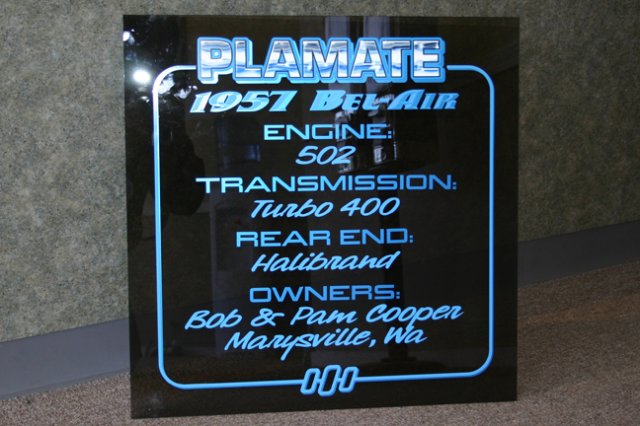 PLAMATE
1957 Bel Air
ENGINE:
502
TRANSMISSION:
Turbo 400
REAR END:
Halibrand
OWNERS:
Bob & Pam Cooper
Marysville, Wa